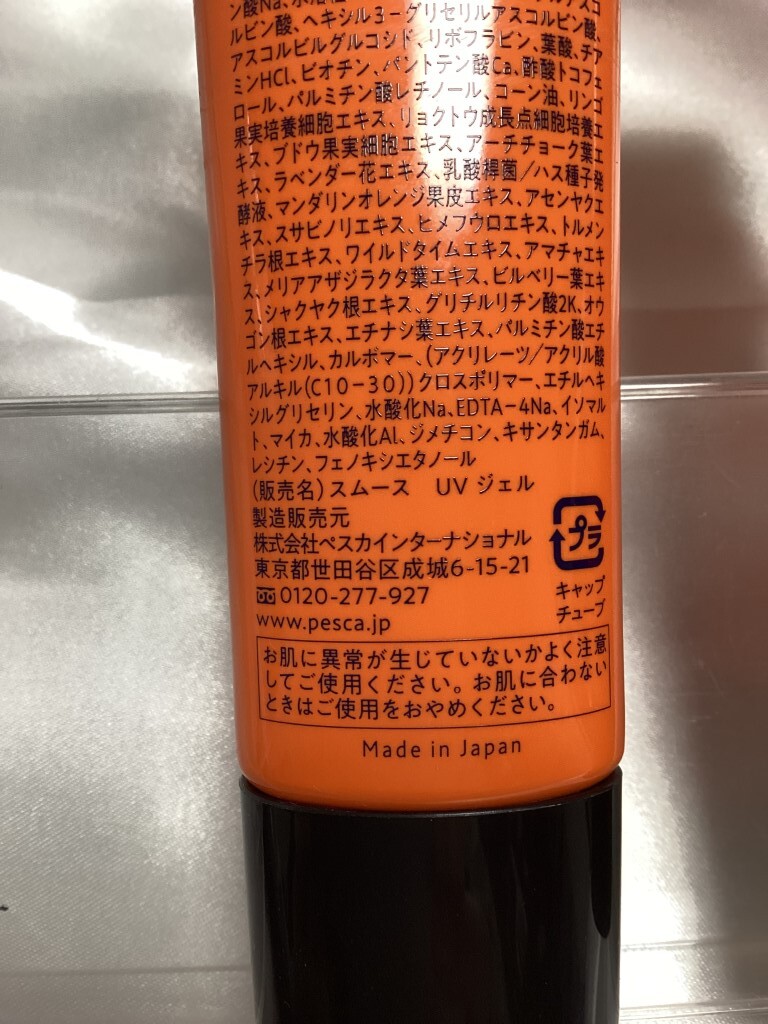 ン酸Na、水溶
ルビン酸、ヘキシル3-グリセリルアスコルビン酸、
アスコルビルグルコシド、リボフラビン、葉酸、チア
ミンHCl、ビオチン、パントテン酸Ca、酢酸トコフェ
ロール、パルミチン酸レチノール、コーン油、リンゴ
果実培養細胞エキス、リョクトウ成長点細胞培養エ
キス、ブドウ果実細胞エキス、アーチチョーク葉エ
キス、ラベンダー花エキス、乳酸桿菌/ハス種子発
酵液、マンダリンオレンジ果皮エキス、アセンヤクエ
キス、スサビノリエキス、ヒメフウロエキス、トルメン
チラ根エキス、ワイルドタイムエキス、アマチャエキ
ス、メリアアザジラクタ葉エキス、ビルベリー葉エキ
ス、シャクヤク根エキス、グリチルリチン酸2K、オウ
ゴン根エキス、エチナシ葉エキス、パルミチン酸エチ
ルヘキシル、カルボマー、(アクリレーツ/アクリル酸
アルキル(C10-30))クロスポリマー、エチルヘキ
シルグリセリン、水酸化Na、EDTA-4Na、イソマル
ト、マイカ、水酸化Al、ジメチコン、キサンタンガム、
レシチン、フェノキシエタノール
(販売名)スムース UV ジェル
製造販売元
株式会社ペスカインターナショナル
東京都世田谷区成城6-15-21
0120-277-927
www.pesca.jp
プラ
キャップ
チューブ
お肌に異常が生じていないかよく注意
してご使用ください。お肌に合わない
ときはご使用をおやめください。
Made in Japan